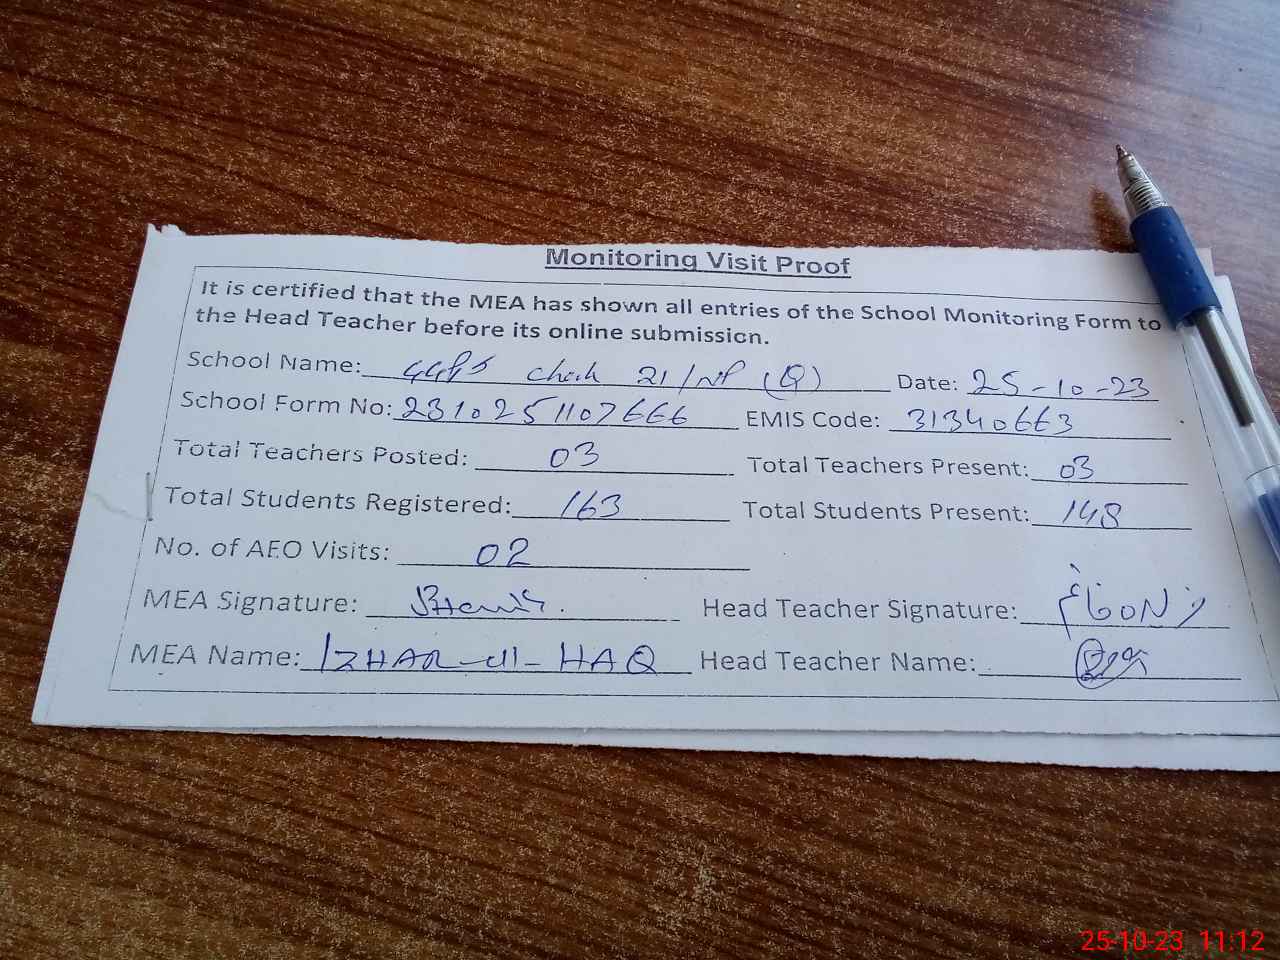 Monitoring Visit Proof
It is certified that the MEA has shown all entries of the School Monitoring Form to
the Head Teacher before its online submission.
School Name: GGPS Chak 21/NP (Q) Date: 25-10-23
School Form No: 2310251107666 EMIS Code: 31340663
Total Teachers Posted: 03 Total Teachers Present: 03
Total Students Registered: 163 Total Students Present: 148
No. of AEO Visits: 02
MEA Signature: Head Teacher Signature:
MEA Name: IZHAR-ul-HAQ Head Teacher Name:
25-10-23 11:12